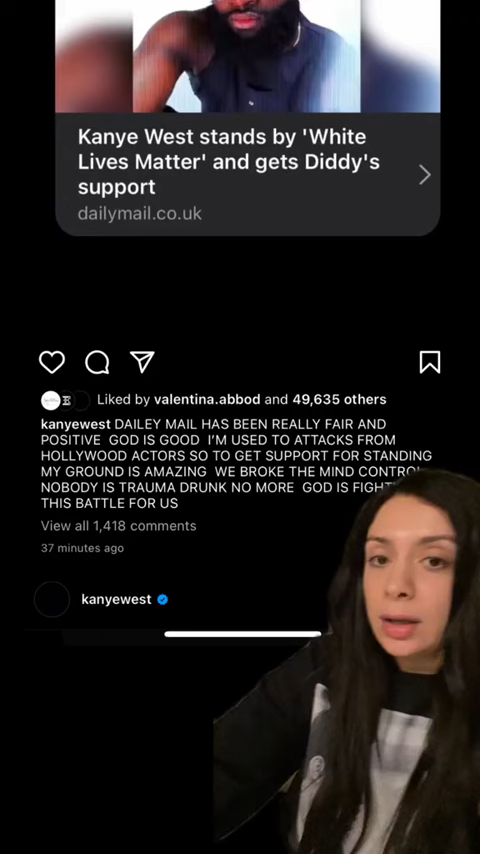 Kanye West stands by 'White
Lives Matter' and gets Diddy's
support
dailymail.co.uk
Liked by valentina.abbod and 49,635 others
kanyewest DAILEY MAIL HAS BEEN REALLY FAIR AND
POSITIVE GOD IS GOOD I'M USED TO ATTACKS FROM
HOLLYWOOD ACTORS SO TO GET SUPPORT FOR STANDING
MY GROUND IS AMAZING WE BROKE THE MIND CONTROL
NOBODY IS TRAUMA DRUNK NO MORE GOD IS FIGHT
THIS BATTLE FOR US
View all 1,418 comments
37 minutes ago
kanyewest